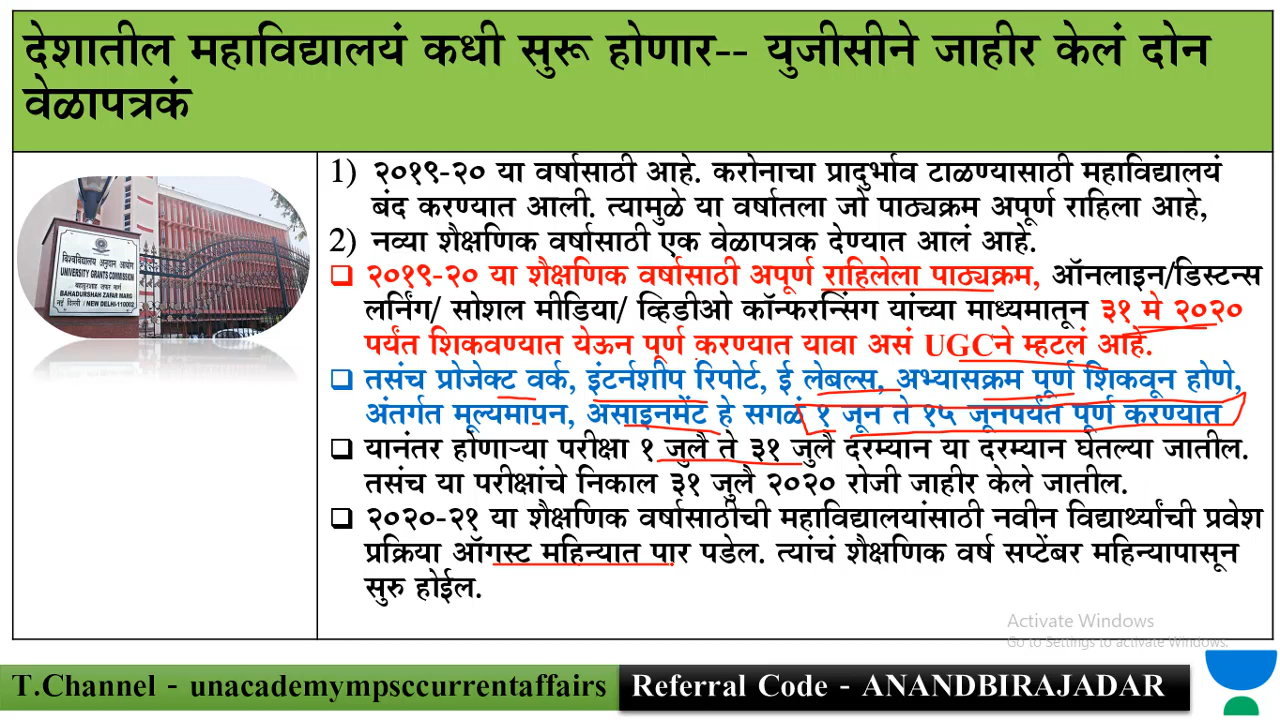 देशातील महाविद्यालयं कधी सुरू होणार-- युजीसीने जाहीर केलं दोन
वेळापत्रकं
विश्वविद्यालय अनुदान आयोग
UNIVERSITY GRANTS COMMISSION
BAHADURSHAH ZAFAR MARG
नई दिल्ली / NEW DELHI-110002
1) २०१९-२० या वर्षासाठी आहे. करोनाचा प्रादुर्भाव टाळण्यासाठी महाविद्यालयं
बंद करण्यात आली. त्यामुळे या वर्षातला जो पाठ्यक्रम अपूर्ण राहिला आहे,
2) नव्या शैक्षणिक वर्षासाठी एक वेळापत्रक देण्यात आलं आहे.
❑ २०१९-२० या शैक्षणिक वर्षासाठी अपूर्ण राहिलेला पाठ्यक्रम, ऑनलाइन/डिस्टन्स
लर्निंग/ सोशल मीडिया/ व्हिडीओ कॉन्फरन्सिंग यांच्या माध्यमातून ३१ मे २०२०
पर्यंत शिकवण्यात येऊन पूर्ण करण्यात यावा असं UGCने म्हटलं आहे.
❑ तसंच प्रोजेक्ट वर्क, इंटर्नशीप रिपोर्ट, ई लेबल्स, अभ्यासक्रम पूर्ण शिकवून होणे,
अंतर्गत मूल्यमापन, असाइनमेंट हे सगळं १ जून ते १५ जूनपर्यंत पूर्ण करण्यात
❑ यानंतर होणाऱ्या परीक्षा १ जुलै ते ३१ जुलै दरम्यान या दरम्यान घेतल्या जातील.
तसंच या परीक्षांचे निकाल ३१ जुलै २०२० रोजी जाहीर केले जातील.
❑ २०२०-२१ या शैक्षणिक वर्षासाठीची महाविद्यालयांसाठी नवीन विद्यार्थ्यांची प्रवेश
प्रक्रिया ऑगस्ट महिन्यात पार पडेल. त्यांचं शैक्षणिक वर्ष सप्टेंबर महिन्यापासून
सुरु होईल.
Activate Windows
Go to Settings to activate Windows.
T.Channel - unacademympsccurrentaffairs
Referral Code - ANANDBIRAJADAR